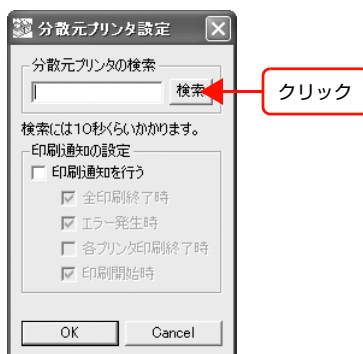 分散元プリンタ設定
分散元プリンタの検索
検索
クリック
検索には10秒くらいかかります。
印刷通知の設定
印刷通知を行う
全印刷終了時
エラー発生時
各プリンタ印刷終了時
印刷開始時
OK Cancel